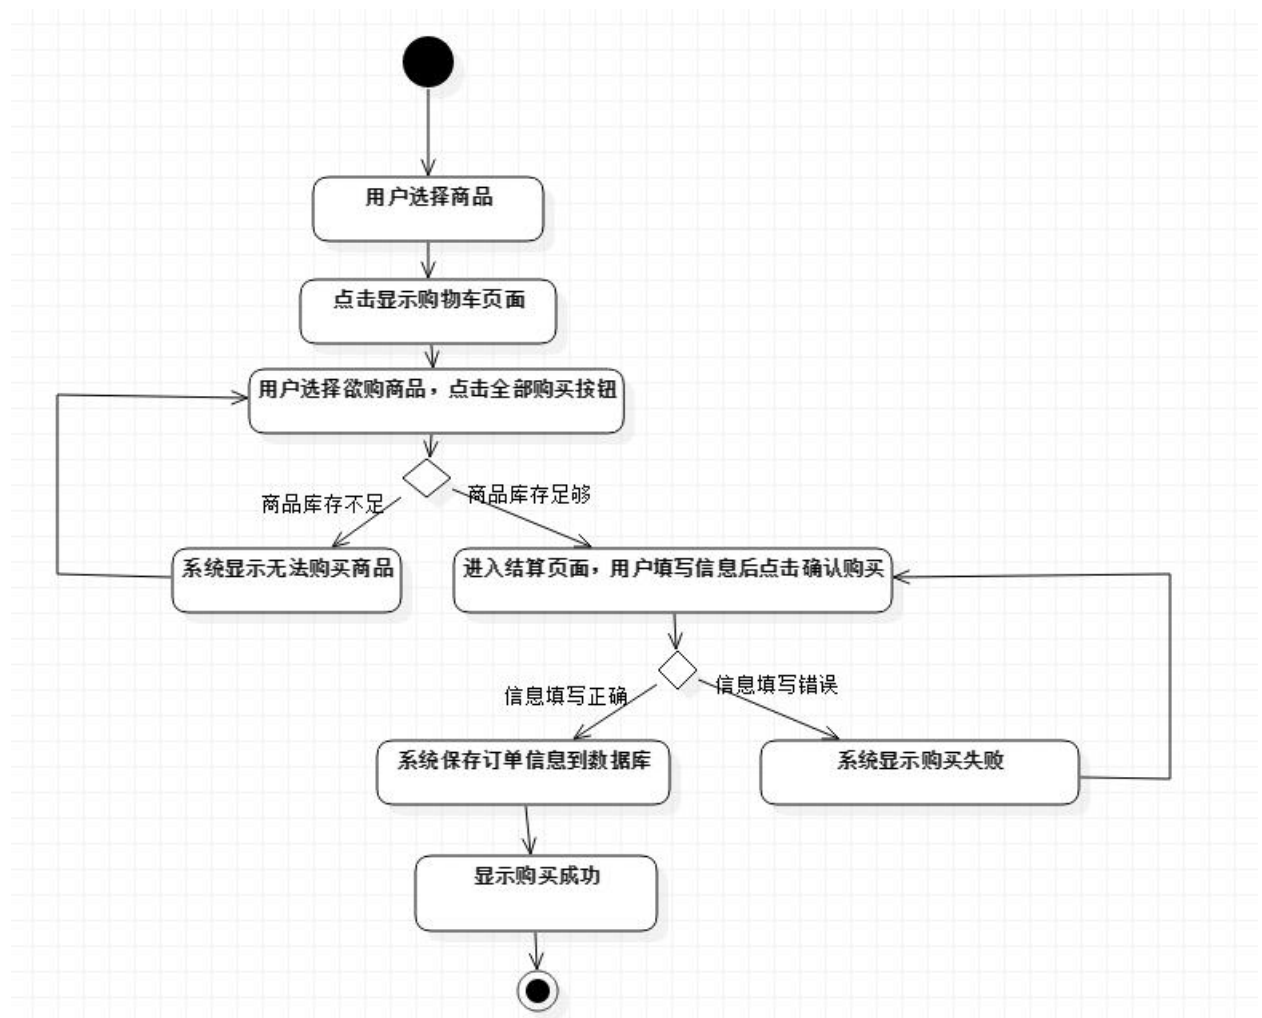 用户选择商品
点击显示购物车页面
用户选择欲购商品，点击全部购买按钮
商品库存不足
商品库存足够
系统显示无法购买商品
进入结算页面，用户填写信息后点击确认购买
信息填写正确
信息填写错误
系统保存订单信息到数据库
系统显示购买失败
显示购买成功